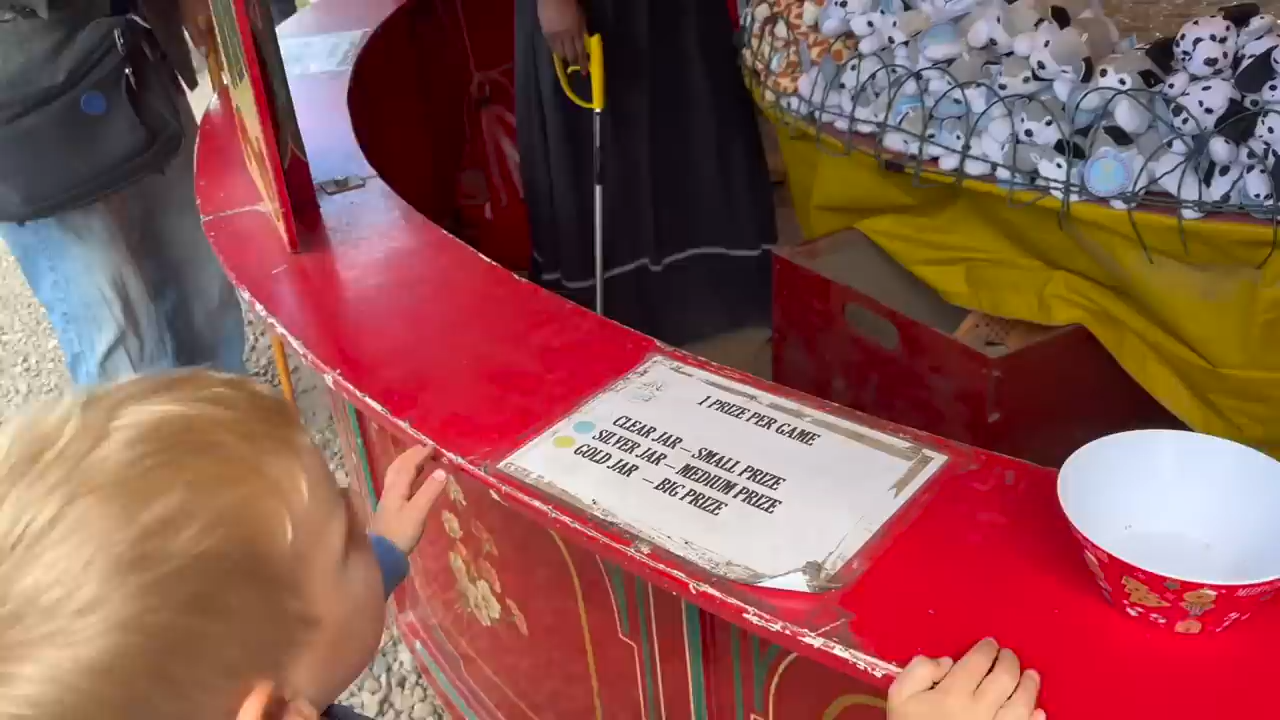 1 PRIZE PER GAME
CLEAR JAR – SMALL PRIZE
SILVER JAR – MEDIUM PRIZE
GOLD JAR – BIG PRIZE